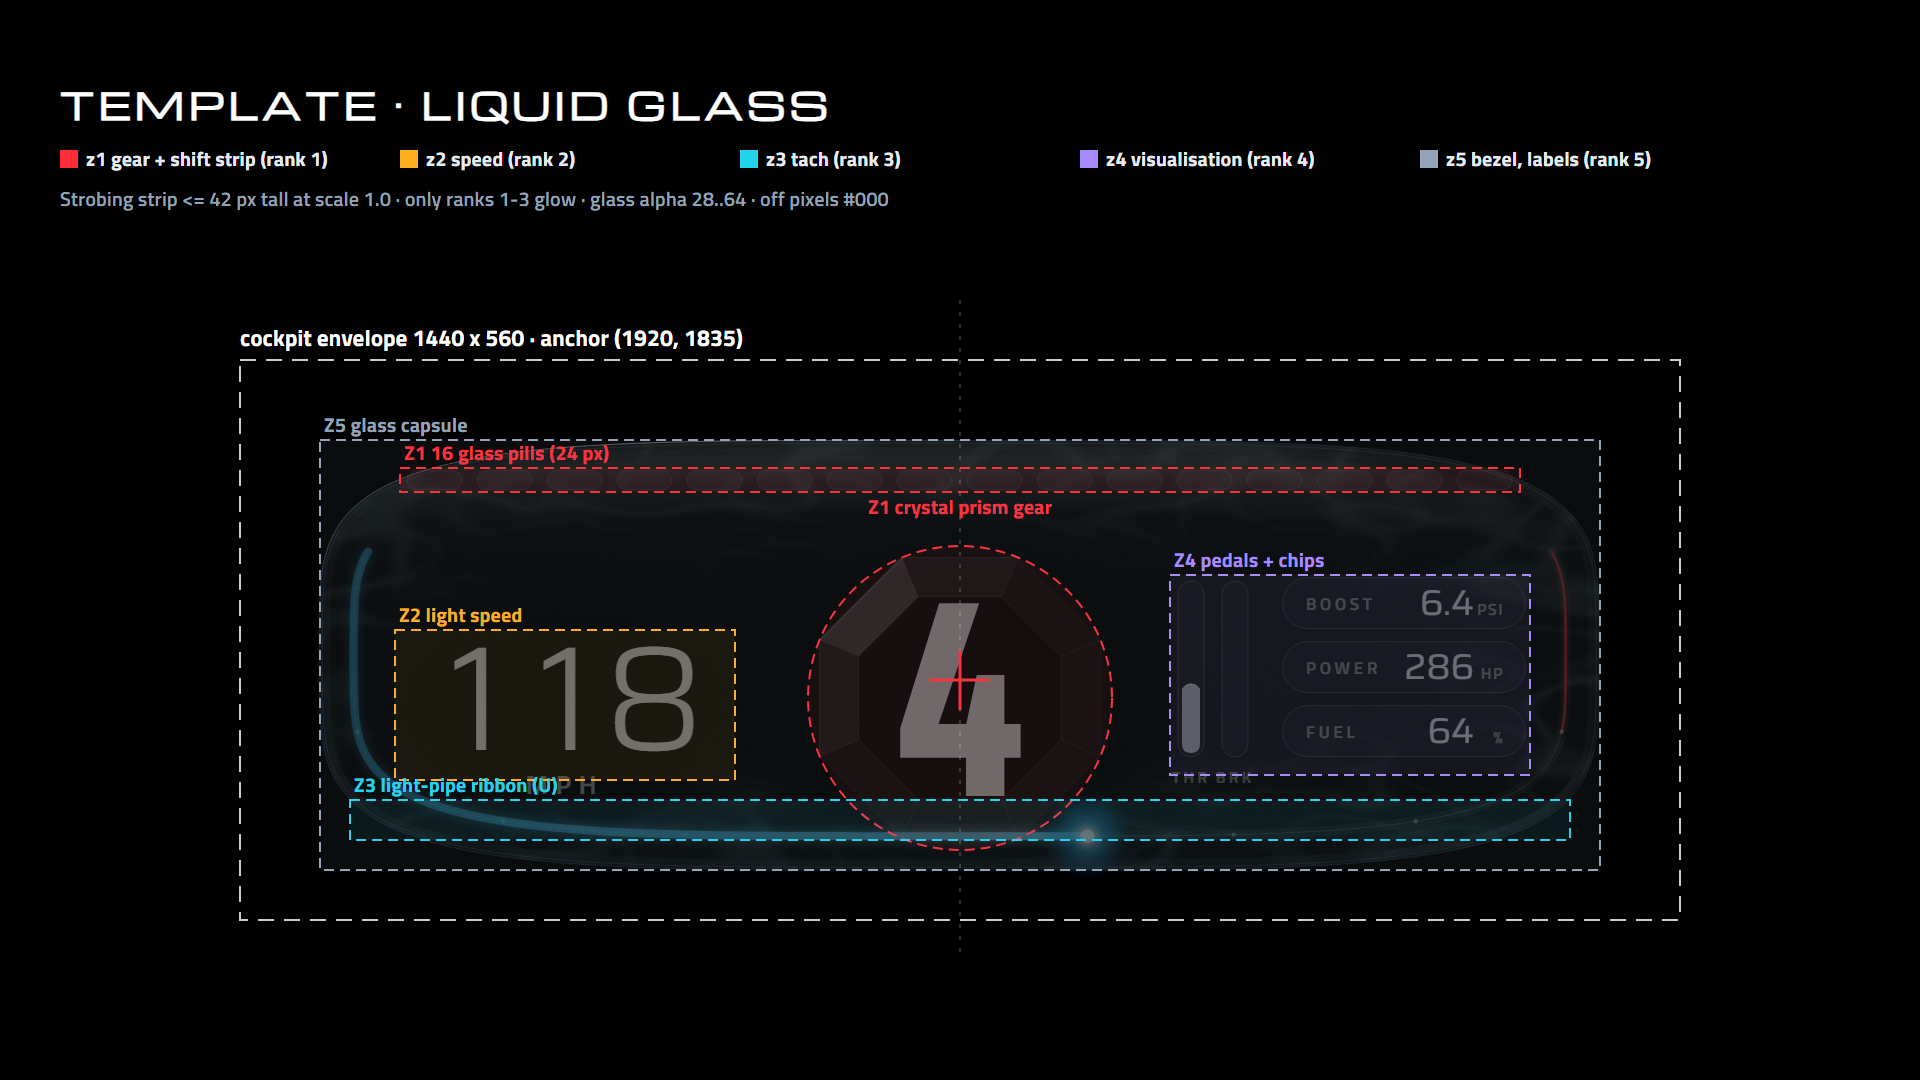 TEMPLATE · LIQUID GLASS
z1 gear + shift strip (rank 1)
z2 speed (rank 2)
z3 tach (rank 3)
z4 visualisation (rank 4)
z5 bezel, labels (rank 5)
Strobing strip <= 42 px tall at scale 1.0 · only ranks 1-3 glow · glass alpha 28..64 · off pixels #000
cockpit envelope 1440 x 560 · anchor (1920, 1835)
Z5 glass capsule
Z1 16 glass pills (24 px)
Z1 crystal prism gear
Z4 pedals + chips
BOOST 6.4 PSI
Z2 light speed
118
4
POWER 286 HP
FUEL 64 %
THR BRK
Z3 light-pipe ribbon (U)
MPH